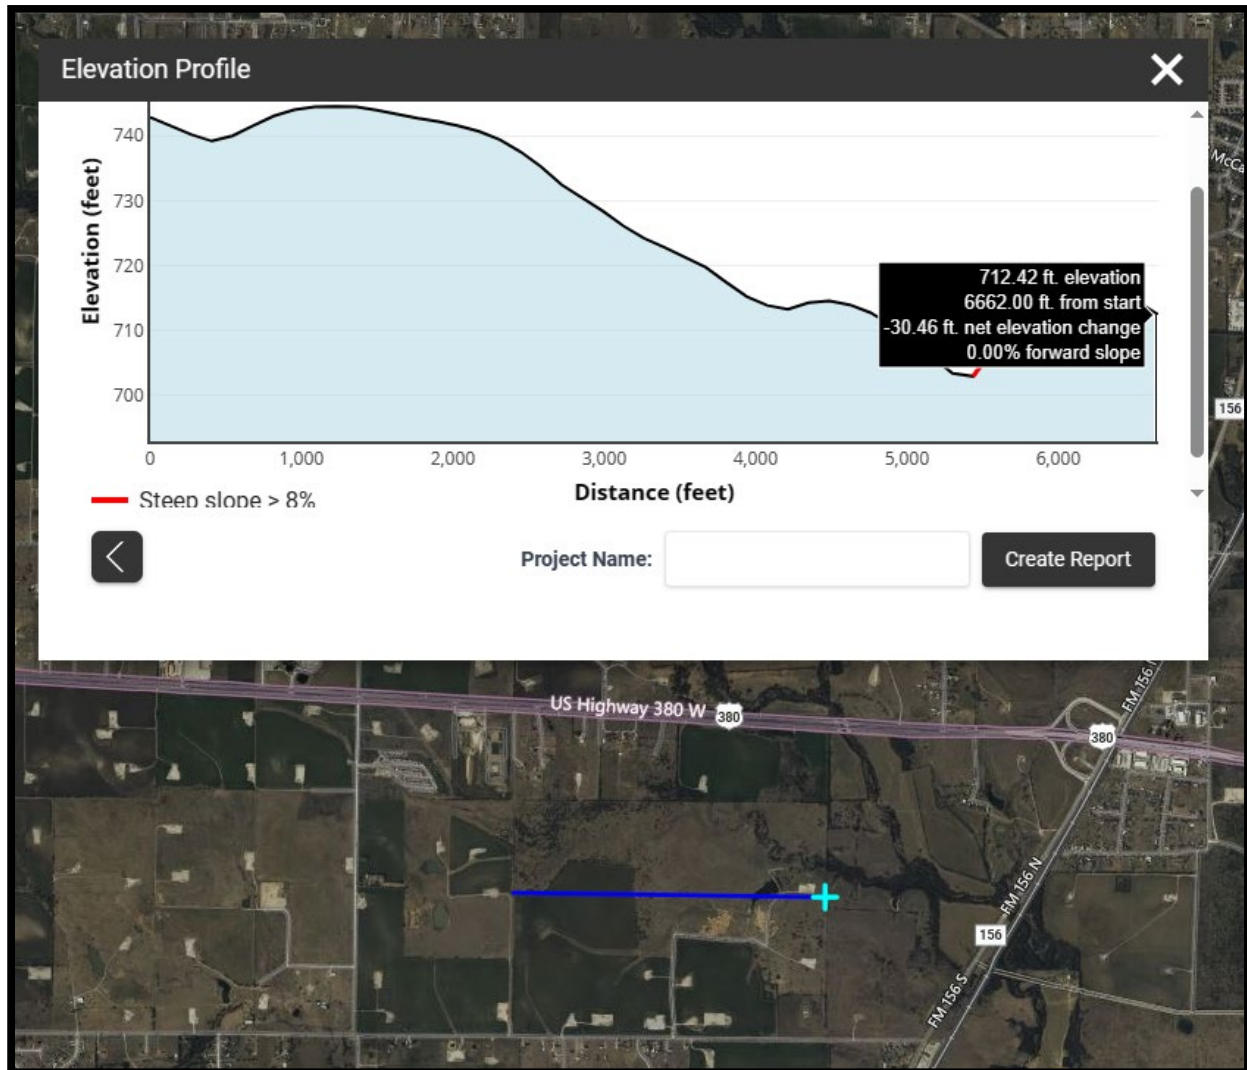 Elevation Profile
McCa
740
730
720
710
700
Elevation (feet)
712.42 ft. elevation
6662.00 ft. from start
-30.46 ft. net elevation change
0.00% forward slope
156
0
1,000
2,000
3,000
4,000
5,000
6,000
Distance (feet)
Steep slope > 8%
Project Name:
Create Report
US Highway 380 W
380
FM 156 N
380
FM 156 N
156
FM 156 S